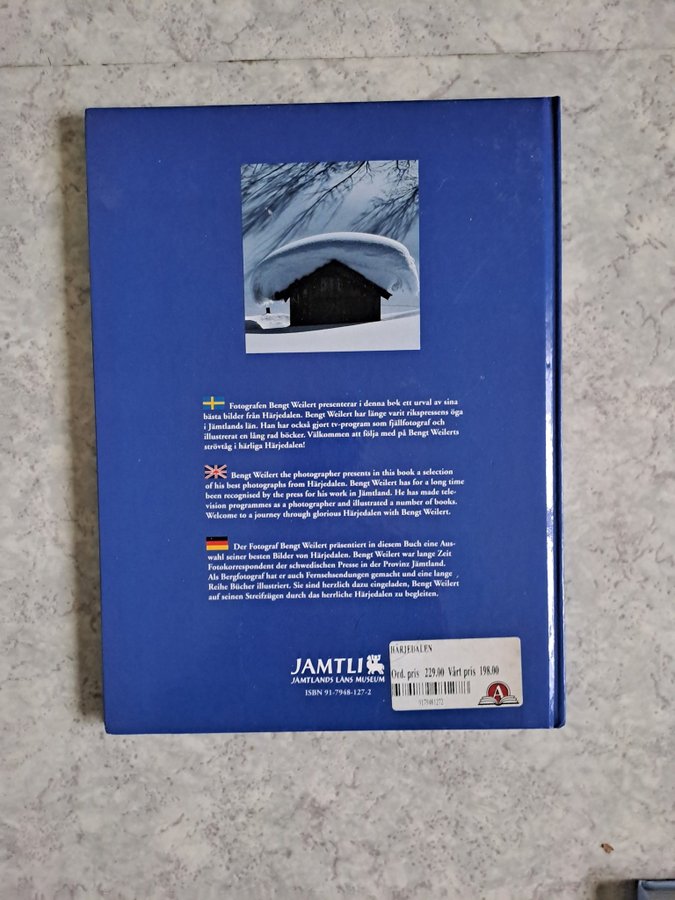 Fotografen Bengt Weilert presenterar i denna bok ett urval av sina
bästa bilder från Härjedalen. Bengt Weilert har länge varit rikspressens öga
i Jämtlands län. Han har också gjort tv-program som fjällfotograf och
illustrerat en lång rad böcker. Välkommen att följa med på Bengt Weilerts
strövtåg i härliga Härjedalen!
Bengt Weilert the photographer presents in this book a selection
of his best photographs from Härjedalen. Bengt Weilert has for a long time
been recognised by the press for his work in Jämtland. He has made tele-
vision programmes as a photographer and illustrated a number of books.
Welcome to a journey through glorious Härjedalen with Bengt Weilert.
Der Fotograf Bengt Weilert präsentiert in diesem Buch eine Aus-
wahl seiner besten Bilder von Härjedalen. Bengt Weilert war lange Zeit
Fotokorrespondent der schwedischen Presse in der Provinz Jämtland.
Als Bergfotograf hat er auch Fernsehsendungen gemacht und eine lange
Reihe Bücher illustriert. Sie sind herzlich dazu eingeladen, Bengt Weilert
auf seinen Streifzügen durch das herrliche Härjedalen zu begleiten.
JAMTLI
JÄMTLANDS LÄNS MUSEUM
ISBN 91-7948-127-2
HÄRJEDALEN
Ord. pris 229.00 Vårt pris 198.00
A
9179481272